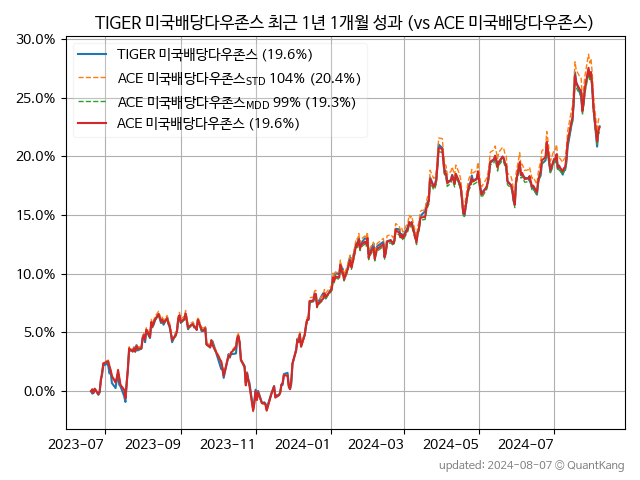 TIGER 미국배당다우존스 최근 1년 1개월 성과 (vs ACE 미국배당다우존스)
30.0%
25.0%
20.0%
15.0%
10.0%
5.0%
0.0%
TIGER 미국배당다우존스 (19.6%)
ACE 미국배당다우존스STD 104% (20.4%)
ACE 미국배당다우존스MDD 99% (19.3%)
ACE 미국배당다우존스 (19.6%)
2023-07 2023-09 2023-11 2024-01 2024-03 2024-05 2024-07
updated: 2024-08-07 © QuantKang